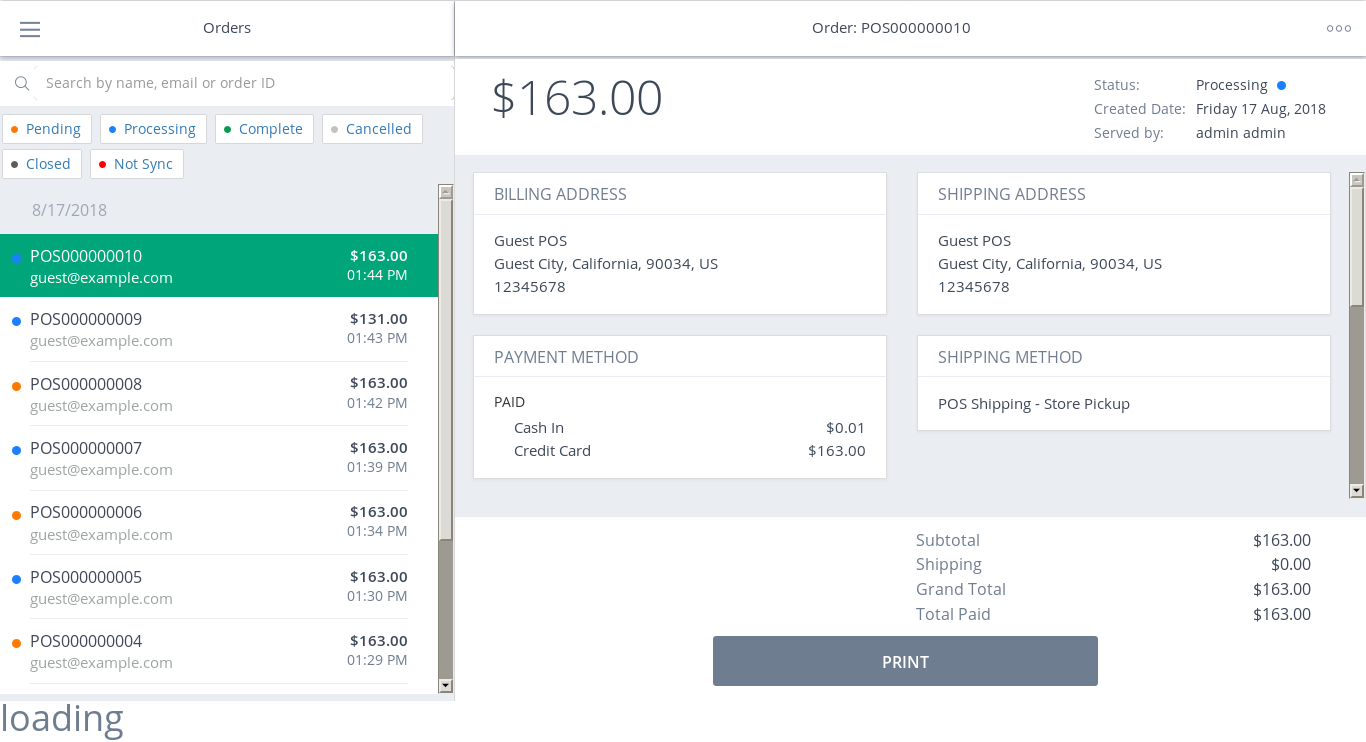 Orders
Search by name, email or order ID
Pending Processing Complete Cancelled
Closed Not Sync
8/17/2018
POS000000010 $163.00
guest@example.com 01:44 PM
POS000000009 $131.00
guest@example.com 01:43 PM
POS000000008 $163.00
guest@example.com 01:42 PM
POS000000007 $163.00
guest@example.com 01:39 PM
POS000000006 $163.00
guest@example.com 01:34 PM
POS000000005 $163.00
guest@example.com 01:30 PM
POS000000004 $163.00
guest@example.com 01:29 PM
loading
Order: POS000000010
$163.00
Status: Processing
Created Date: Friday 17 Aug, 2018
Served by: admin admin
BILLING ADDRESS
Guest POS
Guest City, California, 90034, US
12345678
SHIPPING ADDRESS
Guest POS
Guest City, California, 90034, US
12345678
PAYMENT METHOD
PAID
Cash In $0.01
Credit Card $163.00
SHIPPING METHOD
POS Shipping - Store Pickup
Subtotal $163.00
Shipping $0.00
Grand Total $163.00
Total Paid $163.00
PRINT